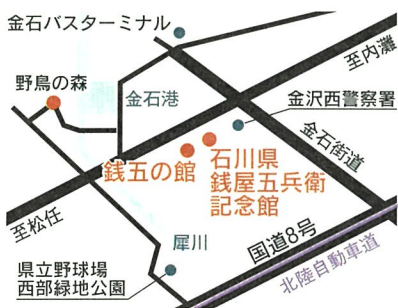 金石バスターミナル
至内灘
野鳥の森
金石港
金沢西警察署
金石街道
銭五の館
石川県
銭屋五兵衛
記念館
至松任
犀川
国道8号
県立野球場
西部緑地公園
北陸自動車道